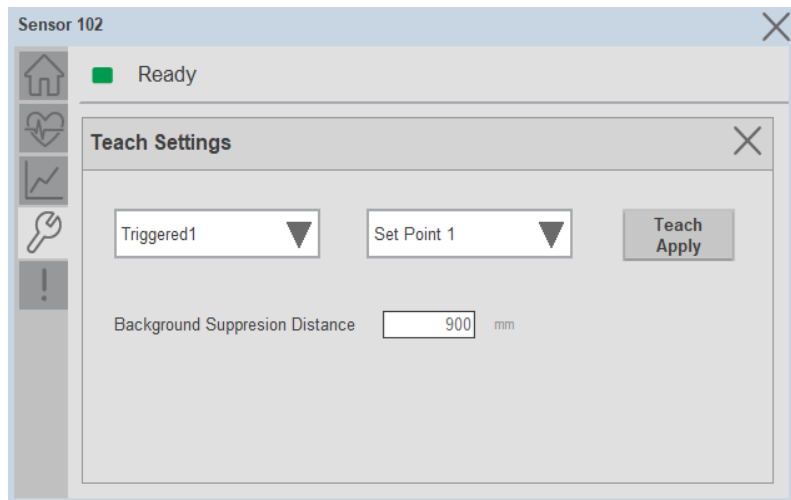 Sensor 102
Ready
Teach Settings
Triggered1
Set Point 1
Teach
Apply
Background Suppresion Distance 900 mm